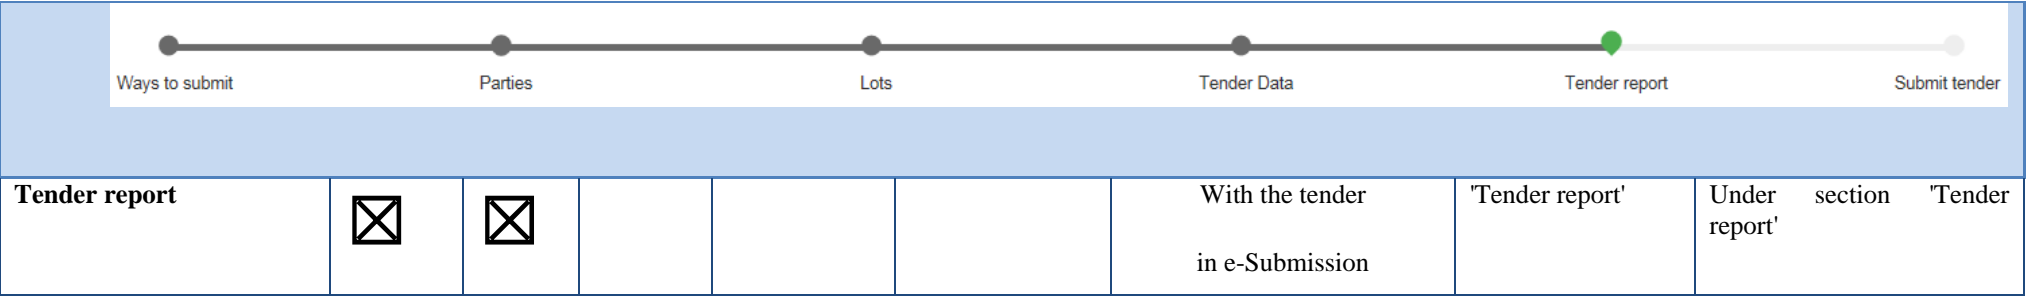 Ways to submit Parties Lots Tender Data Tender report Submit tender
Tender report With the tender 'Tender report' Under section 'Tender
report'
in e-Submission